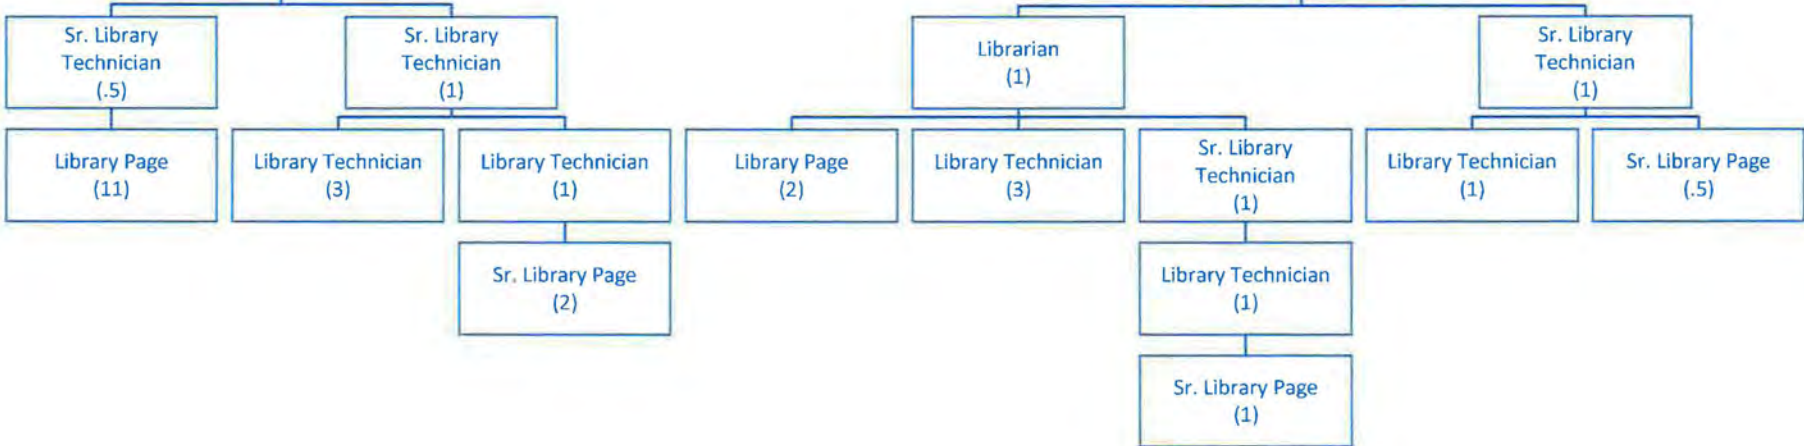 Sr. Library
Technician
(.5)
Sr. Library
Technician
(1)
Librarian
(1)
Sr. Library
Technician
(1)
Library Page
(11)
Library Technician
(3)
Library Technician
(1)
Library Page
(2)
Library Technician
(3)
Sr. Library
Technician
(1)
Library Technician
(1)
Sr. Library Page
(.5)
Sr. Library Page
(2)
Library Technician
(1)
Sr. Library Page
(1)